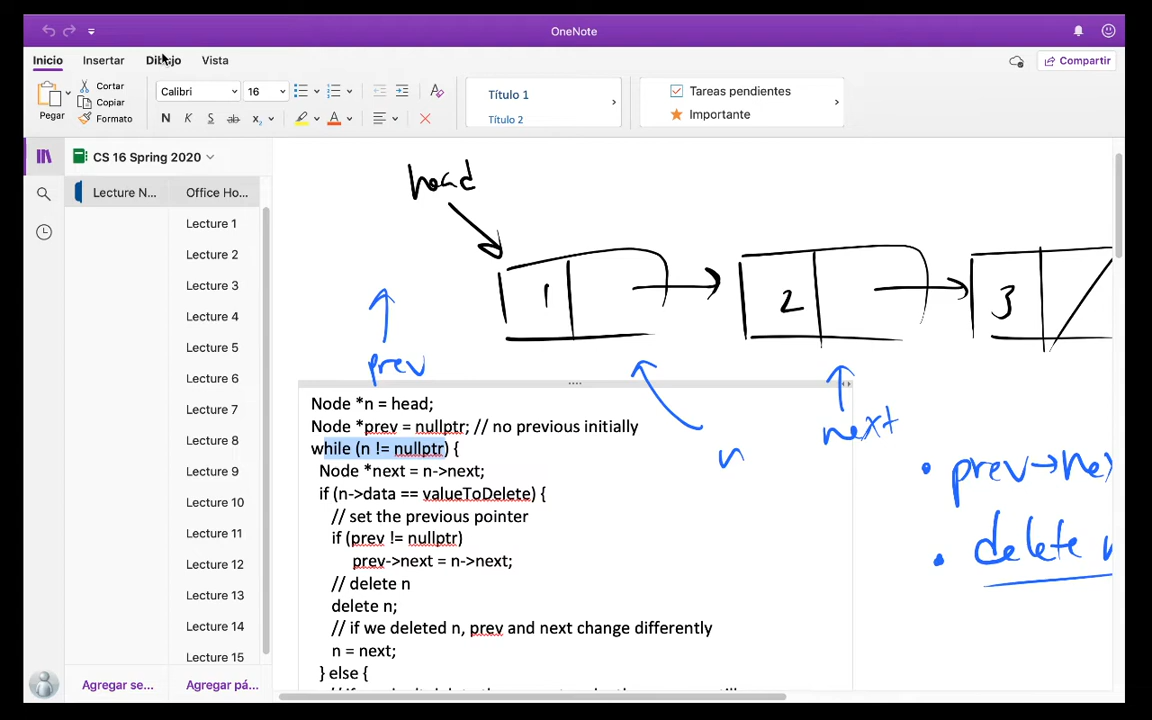 OneNote
Inicio Insertar Dibujo Vista Compartir
Pegar Cortar Copiar Formato
Calibri 16
N K S ab x₂ A
Título 1
Título 2
Tareas pendientes
Importante
CS 16 Spring 2020
Lecture N...
Office Ho...
Lecture 1
Lecture 2
Lecture 3
Lecture 4
Lecture 5
Lecture 6
Lecture 7
Lecture 8
Lecture 9
Lecture 10
Lecture 11
Lecture 12
Lecture 13
Lecture 14
Lecture 15
Agregar se... Agregar pá...
head
1 2 3
prev
n
next
• prev→nex
• delete n
Node *n = head;
Node *prev = nullptr; // no previous initially
while (n != nullptr) {
Node *next = n->next;
if (n->data == valueToDelete) {
// set the previous pointer
if (prev != nullptr)
prev->next = n->next;
// delete n
delete n;
// if we deleted n, prev and next change differently
n = next;
} else {